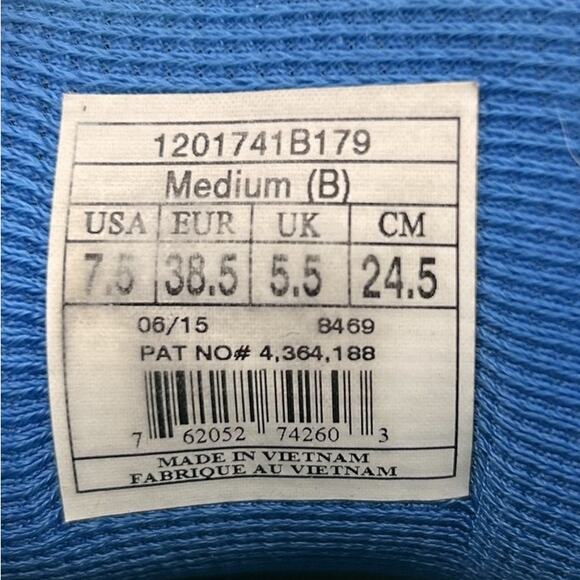 1201741B179
Medium (B)
USA EUR UK CM
7.5 38.5 5.5 24.5
06/15 8469
PAT NO# 4,364,188
7 62052 74260 3
MADE IN VIETNAM
FABRIQUE AU VIETNAM